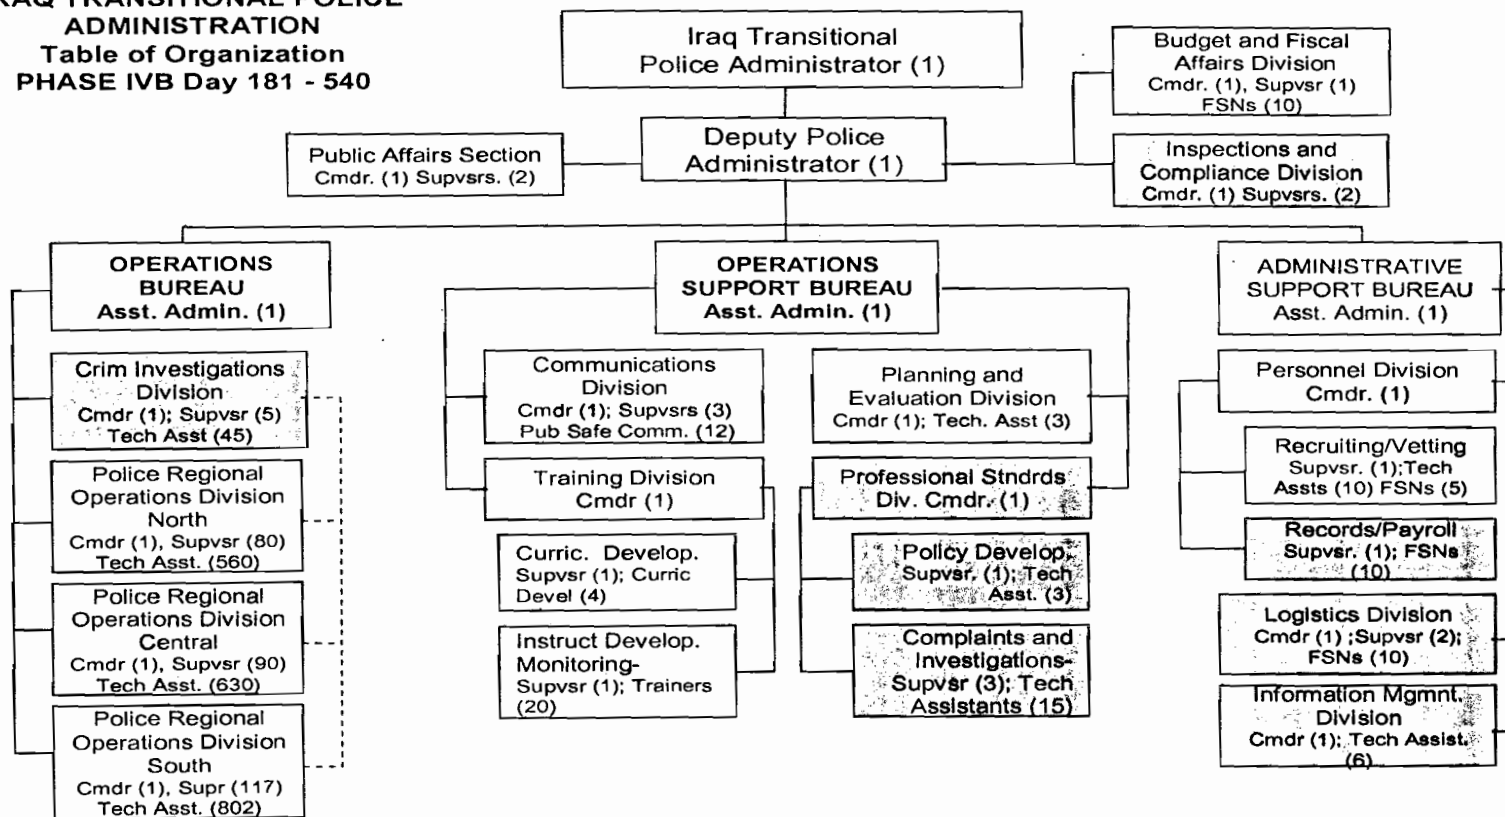 RAQ TRANSITIONAL POLICE
ADMINISTRATION
Table of Organization
PHASE IVB Day 181 - 540
Iraq Transitional
Police Administrator (1)
Budget and Fiscal
Affairs Division
Cmdr. (1), Supvsr (1)
FSNs (10)
Public Affairs Section
Cmdr. (1) Supvsrs. (2)
Deputy Police
Administrator (1)
Inspections and
Compliance Division
Cmdr. (1) Supvsrs. (2)
OPERATIONS
BUREAU
Asst. Admin. (1)
Crim Investigations
Division
Cmdr (1); Supvsr (5)
Tech Asst (45)
Police Regional
Operations Division
North
Cmdr (1), Supvsr (80)
Tech Asst. (560)
Police Regional
Operations Division
Central
Cmdr (1), Supvsr (90)
Tech Asst. (630)
Police Regional
Operations Division
South
Cmdr (1), Supr (117)
Tech Asst. (802)
OPERATIONS
SUPPORT BUREAU
Asst. Admin. (1)
Communications
Division
Cmdr (1); Supvsrs (3)
Pub Safe Comm. (12)
Training Division
Cmdr (1)
Curric. Develop.
Supvsr (1); Curric
Devel (4)
Instruct Develop.
Monitoring-
Supvsr (1); Trainers
(20)
Planning and
Evaluation Division
Cmdr (1); Tech. Asst (3)
Professional Stndrds
Div. Cmdr. (1)
Policy Develop.
Supvsr. (1); Tech
Asst. (3)
Complaints and
Investigations-
Supvsr (3); Tech
Assistants (15)
ADMINISTRATIVE
SUPPORT BUREAU
Asst. Admin. (1)
Personnel Division
Cmdr. (1)
Recruiting/Vetting
Supvsr. (1);Tech
Assts (10) FSNs (5)
Records/Payroll
Supvsr. (1); FSNs
(10)
Logistics Division
Cmdr (1) ;Supvsr (2);
FSNs (10)
Information Mgmnt.
Division
Cmdr (1); Tech Assist.
(6)